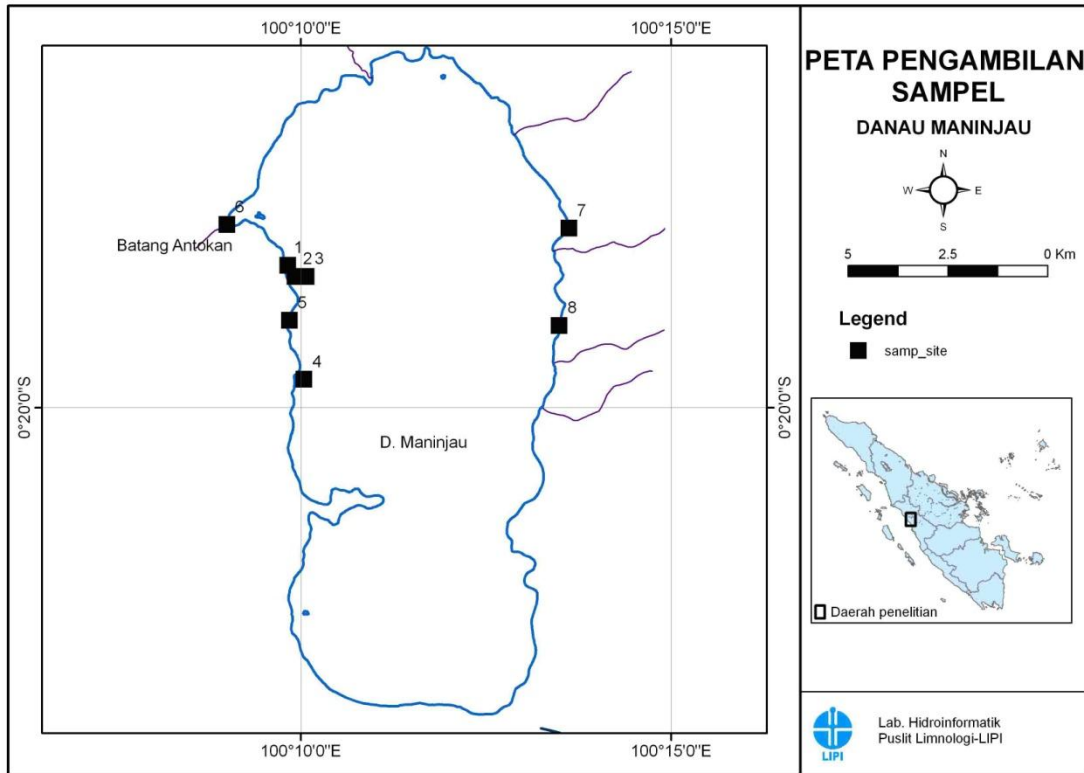 100°10'0"E
100°15'0"E
0°20'0"S
0°20'0"S
6
Batang Antokan
1
2 3
5
4
7
8
D. Maninjau
100°10'0"E
100°15'0"E
PETA PENGAMBILAN
SAMPEL
DANAU MANINJAU
N
W
E
S
5
2.5
0 Km
Legend
samp_site
Daerah penelitian
LIPI
Lab. Hidroinformatik
Puslit Limnologi-LIPI